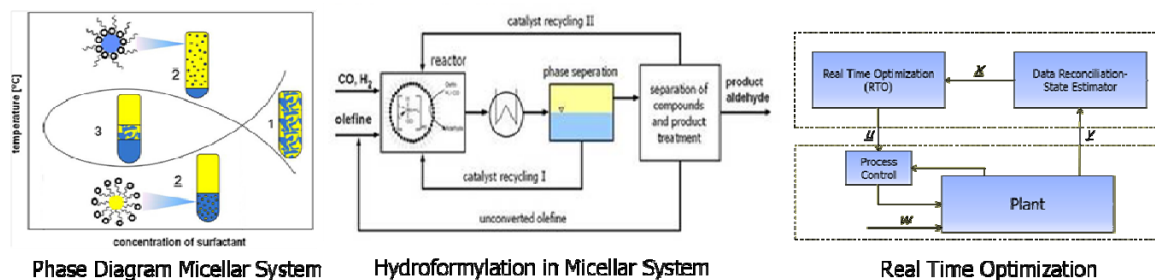 temperature [°C]
2
3
1
2
concentration of surfactant
Phase Diagram Micellar System
catalyst recycling II
reactor
CO, H2
olefine
phase seperation
separation of
compounds
and product
treatment
product
aldehyde
catalyst recycling I
unconverted olefine
Hydroformylation in Micellar System
Real Time Optimization
(RTO)
X
Data Reconciliation-
State Estimator
u
y
Process
Control
Plant
w
Real Time Optimization